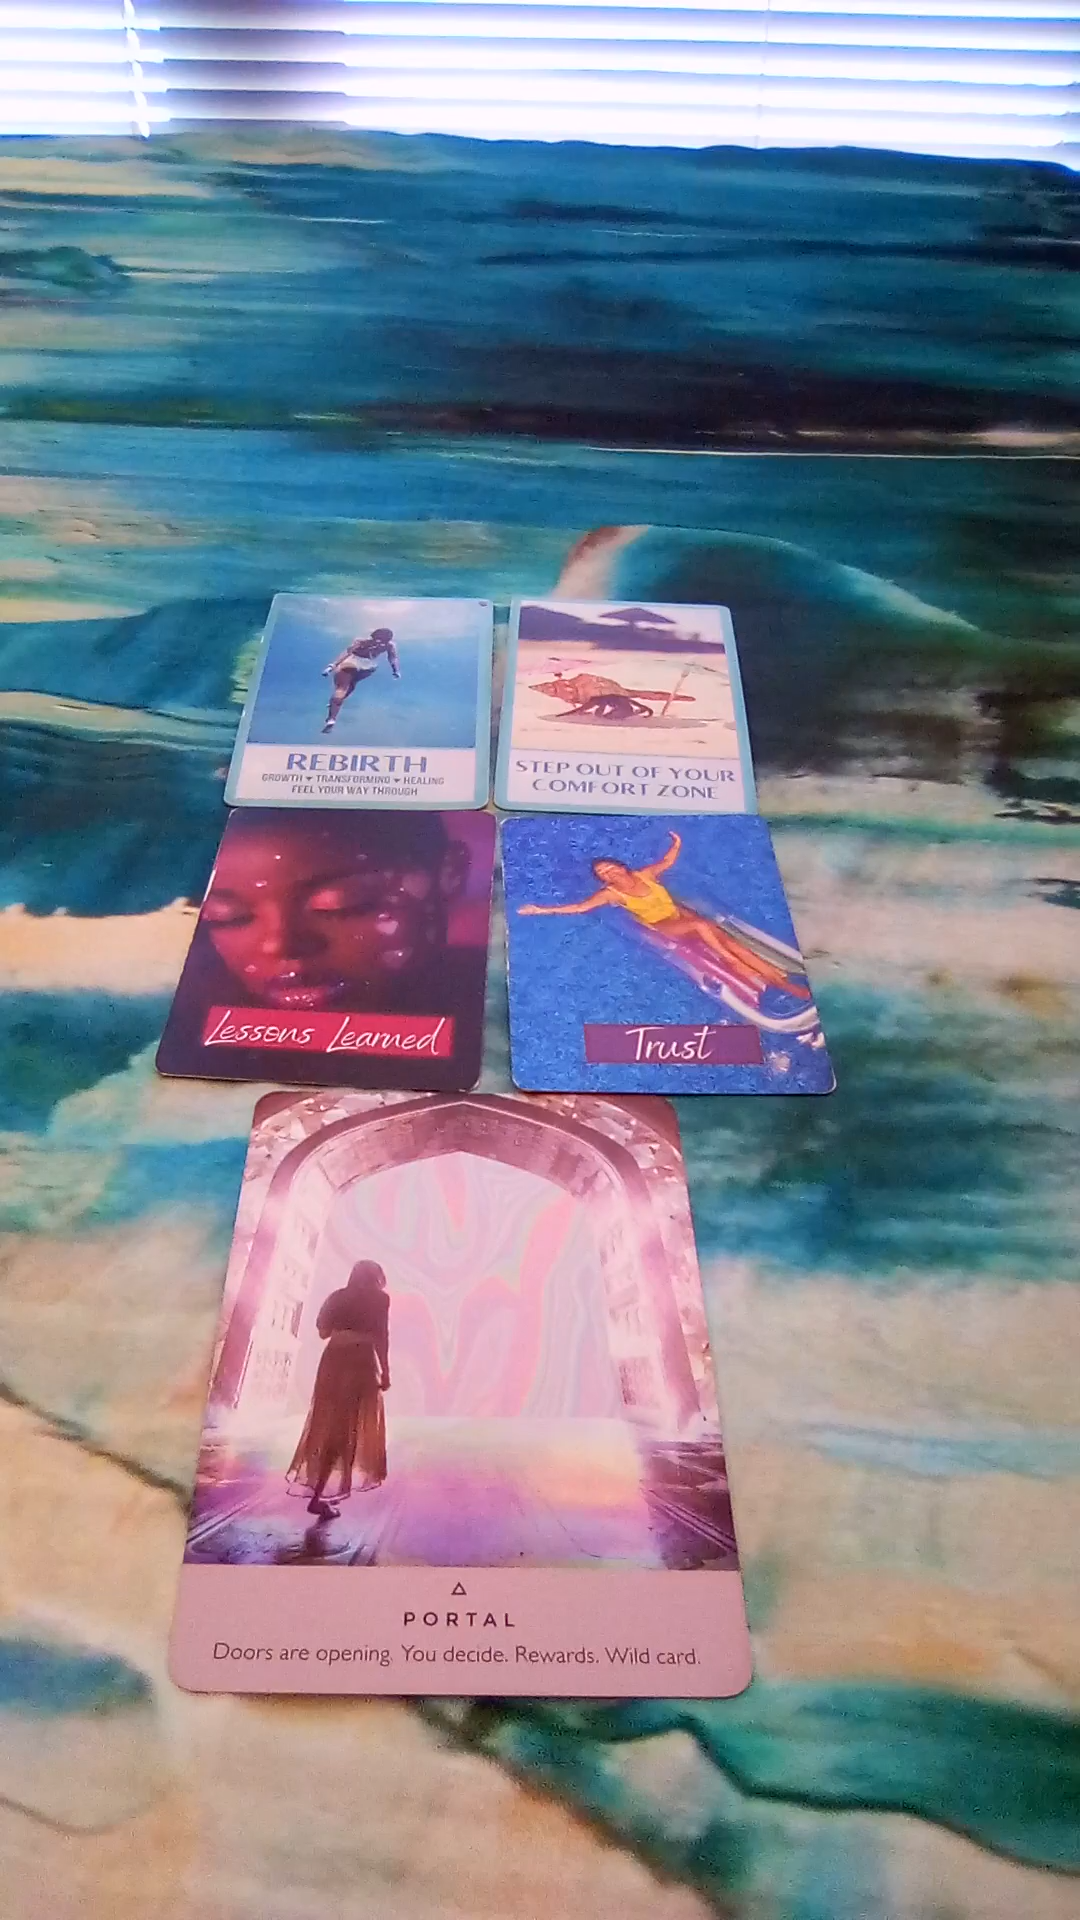 REBIRTH
GROWTH ♥ TRANSFORMING ♥ HEALING
FEEL YOUR WAY THROUGH
STEP OUT OF YOUR
COMFORT ZONE
Lessons Learned
Trust
PORTAL
Doors are opening. You decide. Rewards. Wild card.